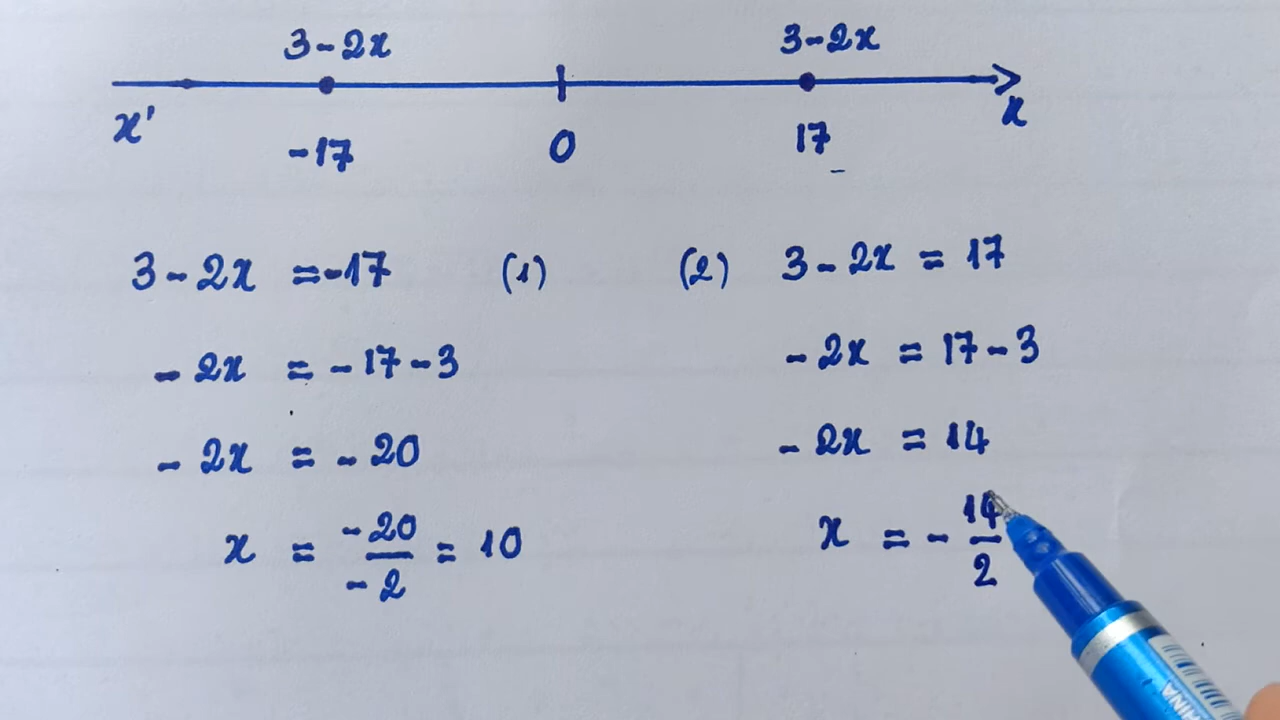 3-2x 3-2x
x' -17 0 17 x
3-2x =-17 (1) (2) 3-2x = 17
-2x = -17-3 -2x = 17-3
-2x = -20 -2x = 14
x = -20/-2 = 10 x = -14/2